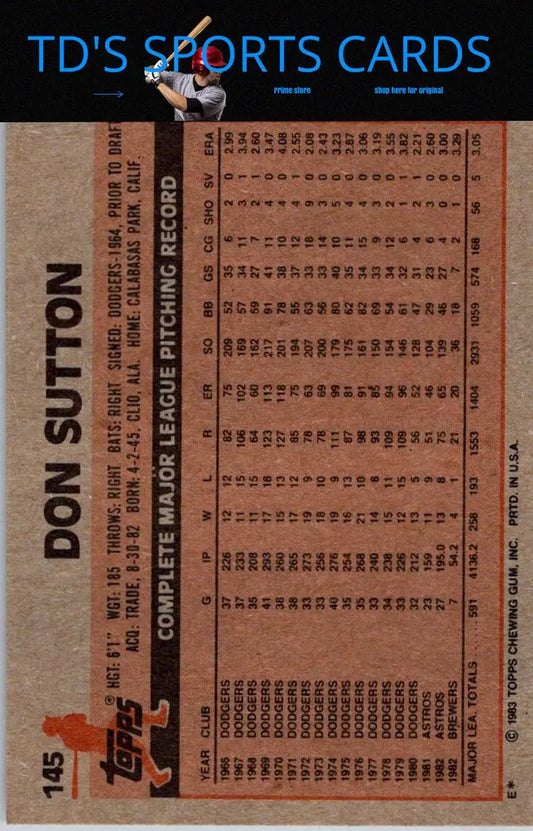 TD'S SPORTS CARDS
Prime store
shop here for original
145 DON SUTTON
Topps® HGT: 6'1" WGT: 185 THROWS: RIGHT BATS: RIGHT SIGNED: DODGERS-1964, PRIOR TO DRAFT
ACQ: TRADE, 8-30-82 BORN: 4-2-45, CLIO, ALA. HOME: CALABASAS PARK, CALIF.
COMPLETE MAJOR LEAGUE PITCHING RECORD
YEAR CLUB G IP W L R ER SO BB GS CG SHO SV ERA
1966 DODGERS 37 226 12 12 82 75 209 52 35 6 2 0 2.99
1967 DODGERS 37 233 11 15 106 102 169 57 34 11 3 1 3.94
1968 DODGERS 35 208 11 15 64 60 162 59 27 7 2 1 2.60
1969 DODGERS 41 293 17 18 123 113 217 91 41 11 4 0 3.47
1970 DODGERS 38 260 15 13 127 118 201 78 38 10 4 0 4.08
1971 DODGERS 38 265 17 12 85 75 194 55 37 12 4 1 2.55
1972 DODGERS 33 273 19 9 78 63 207 63 33 18 9 0 2.08
1973 DODGERS 33 256 18 10 78 69 200 56 33 14 3 0 2.43
1974 DODGERS 40 276 19 9 111 99 179 80 40 10 5 0 3.23
1975 DODGERS 35 254 16 13 87 81 175 62 35 11 4 0 2.87
1976 DODGERS 35 268 21 10 98 91 161 82 34 15 4 0 3.06
1977 DODGERS 33 240 14 8 93 85 150 69 33 9 3 0 3.19
1978 DODGERS 34 238 15 11 109 94 154 54 34 12 2 0 3.55
1979 DODGERS 33 226 12 15 109 96 146 61 32 6 1 1 3.82
1980 DODGERS 32 212 13 5 56 52 128 47 31 4 2 1 2.21
1981 ASTROS 23 159 11 9 51 46 104 29 23 6 3 0 2.60
1982 ASTROS 27 195.0 13 8 75 65 139 46 27 4 0 0 3.00
1982 BREWERS 7 54.2 4 1 21 20 36 18 7 2 1 0 3.29
MAJOR LEA. TOTALS ..... 591 4136.2 258 193 1553 1404 2931 1059 574 168 56 5 3.05
E* © 1983 TOPPS CHEWING GUM, INC. PRTD. IN U.S.A.